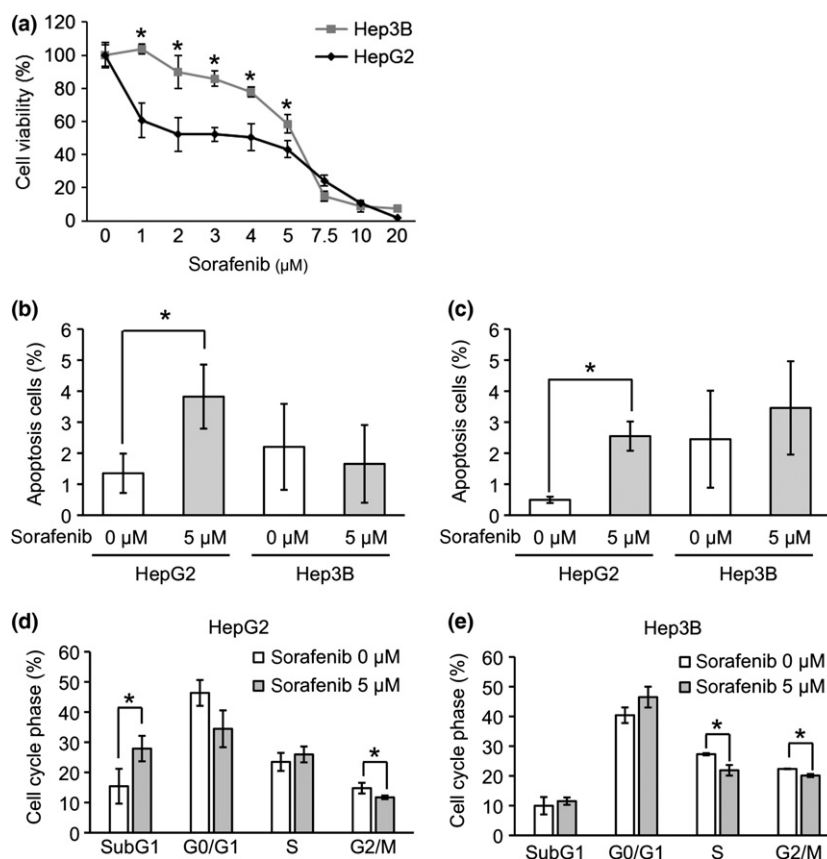 (a)
Hep3B
HepG2
Cell viability (%)
120
100
80
60
40
20
0
* * * * *
0 1 2 3 4 5 7.5 10 20
Sorafenib (µM)
(b)
Apoptosis cells (%)
6
5
4
3
2
1
0
*
Sorafenib 0 µM 5 µM 0 µM 5 µM
HepG2 Hep3B
(c)
Apoptosis cells (%)
6
5
4
3
2
1
0
*
Sorafenib 0 µM 5 µM 0 µM 5 µM
HepG2 Hep3B
(d)
HepG2
Sorafenib 0 µM
Sorafenib 5 µM
Cell cycle phase (%)
60
50
40
30
20
10
0
* *
SubG1 G0/G1 S G2/M
(e)
Hep3B
Sorafenib 0 µM
Sorafenib 5 µM
Cell cycle phase (%)
60
50
40
30
20
10
0
* *
SubG1 G0/G1 S G2/M